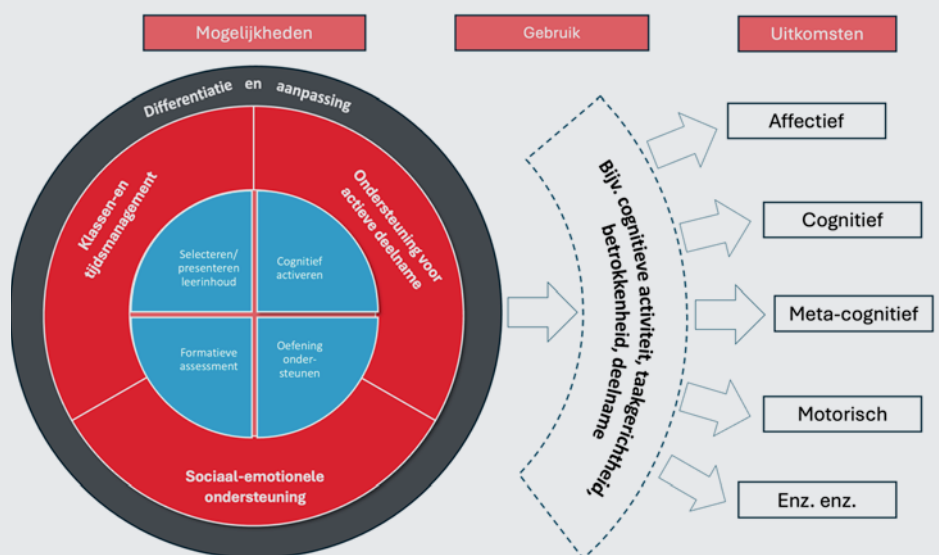 Mogelijkheden
Gebruik
Uitkomsten
Differentiatie en aanpassing
Klassen-en
tijdsmanagement
Ondersteuning voor
actieve deelname
Sociaal-emotionele
ondersteuning
Selecteren/
presenteren
leerinhoud
Cognitief
activeren
Formatieve
assessment
Oefening
onder-
steunen
Bijv. cognitieve activiteit, taakgerichtheid,
betrokkenheid, deelname
Affectief
Cognitief
Meta-cognitief
Motorisch
Enz. enz.